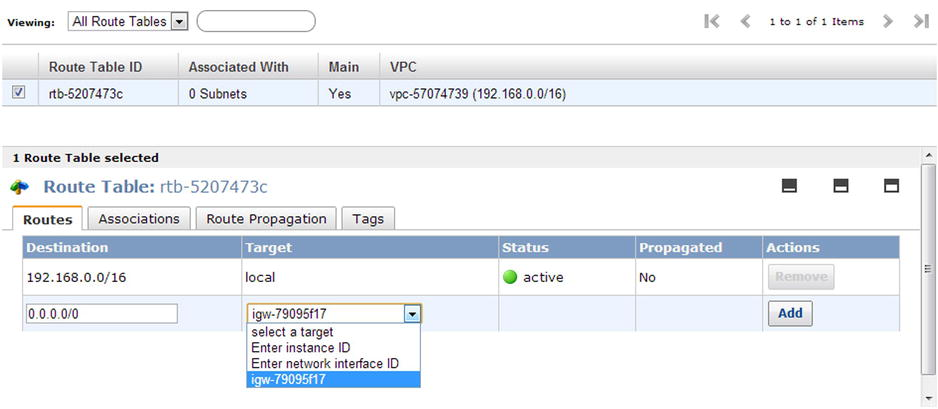 Viewing: All Route Tables 1 to 1 of 1 Items
Route Table ID Associated With Main VPC
rtb-5207473c 0 Subnets Yes vpc-57074739 (192.168.0.0/16)
1 Route Table selected
Route Table: rtb-5207473c
Routes Associations Route Propagation Tags
Destination Target Status Propagated Actions
192.168.0.0/16 local active No Remove
0.0.0.0/0 igw-79095f17 Add
select a target
Enter instance ID
Enter network interface ID
igw-79095f17